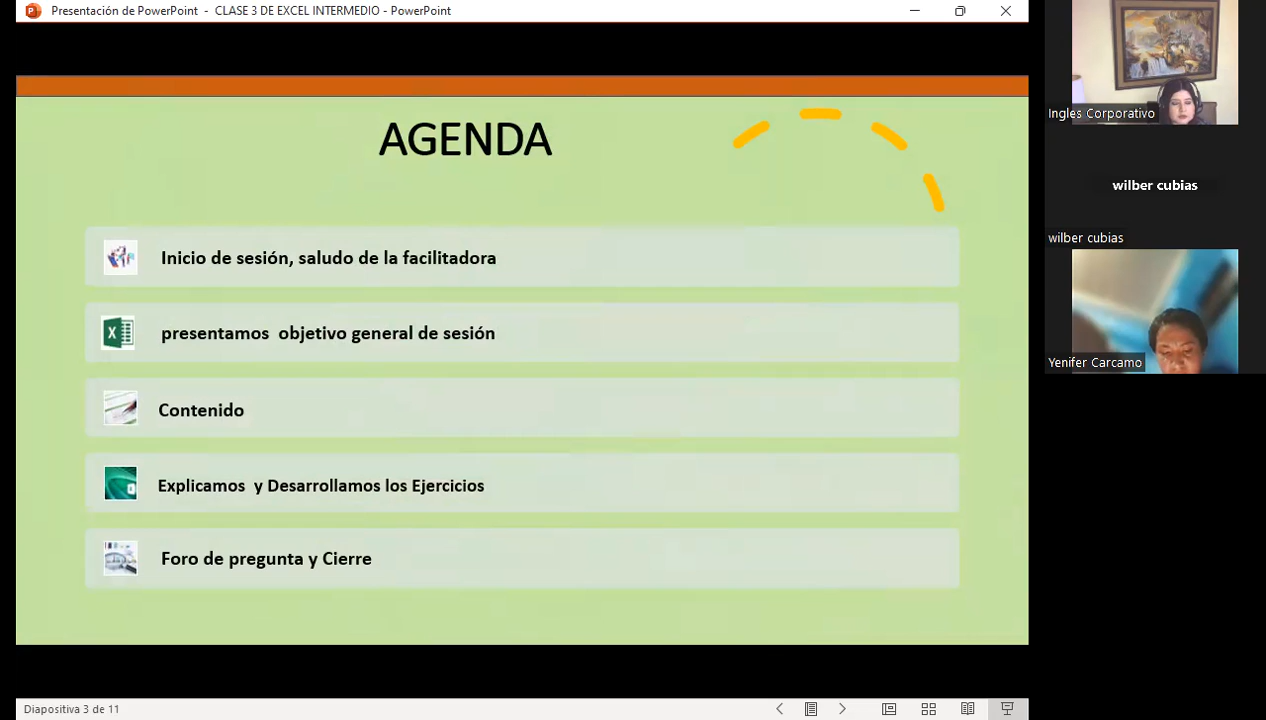 Presentación de PowerPoint - CLASE 3 DE EXCEL INTERMEDIO - PowerPoint
AGENDA
Inicio de sesión, saludo de la facilitadora
presentamos objetivo general de sesión
Contenido
Explicamos y Desarrollamos los Ejercicios
Foro de pregunta y Cierre
Diapositiva 3 de 11
Ingles Corporativo
wilber cubias
wilber cubias
Yenifer Carcamo